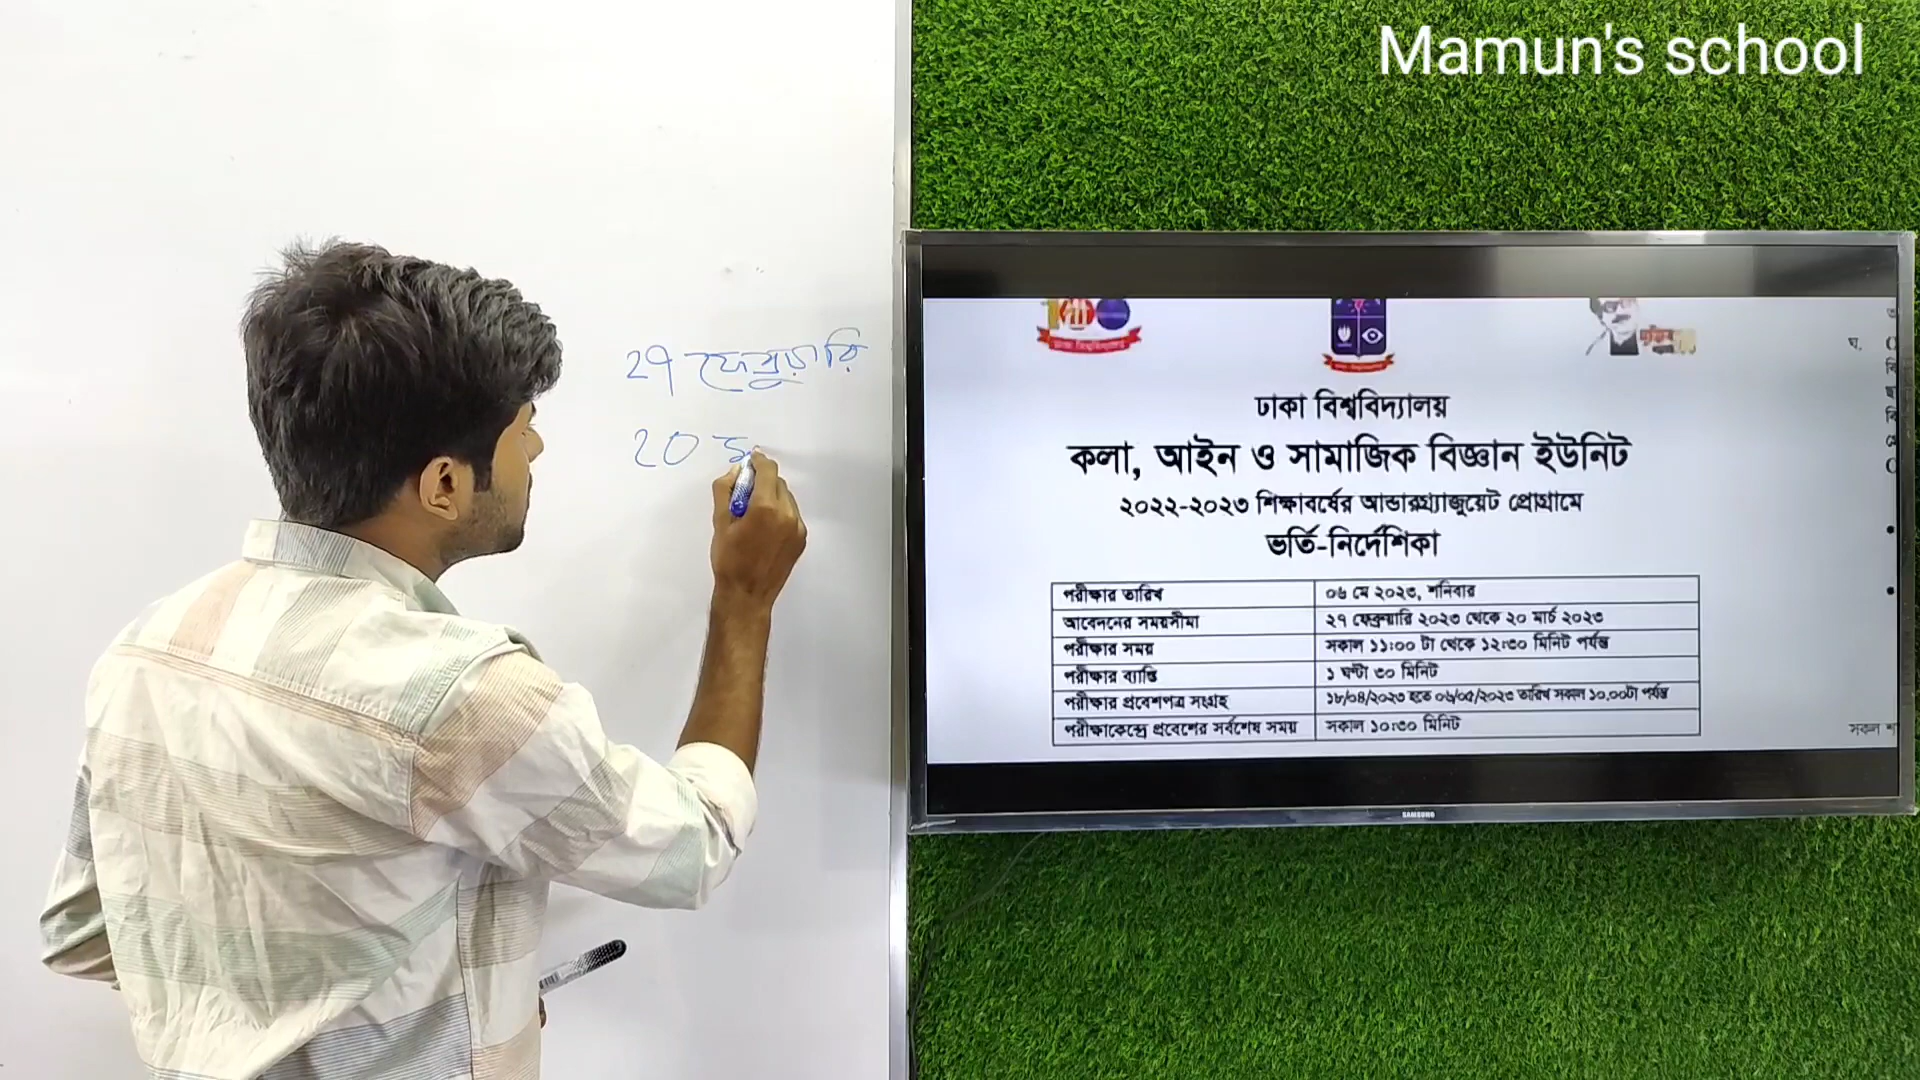 Mamun's school
২৭ ফেব্রুয়ারি
২০
ঢাকা বিশ্ববিদ্যালয়
কলা, আইন ও সামাজিক বিজ্ঞান ইউনিট
২০২২-২০২৩ শিক্ষাবর্ষের আন্ডারগ্র্যাজুয়েট প্রোগ্রামে
ভর্তি-নির্দেশিকা
পরীক্ষার তারিখ ০৬ মে ২০২৩, শনিবার
আবেদনের সময়সীমা ২৭ ফেব্রুয়ারি ২০২৩ থেকে ২০ মার্চ ২০২৩
পরীক্ষার সময় সকাল ১১:০০ টা থেকে ১২:৩০ মিনিট পর্যন্ত
পরীক্ষার ব্যাপ্তি ১ ঘণ্টা ৩০ মিনিট
পরীক্ষার প্রবেশপত্র সংগ্রহ ১৮/০৪/২০২৩ হতে ০৬/০৫/২০২৩ তারিখ সকাল ১০.০০টা পর্যন্ত
পরীক্ষাকেন্দ্রে প্রবেশের সর্বশেষ সময় সকাল ১০:৩০ মিনিট
ঘ.
সকল
SAMSUNG